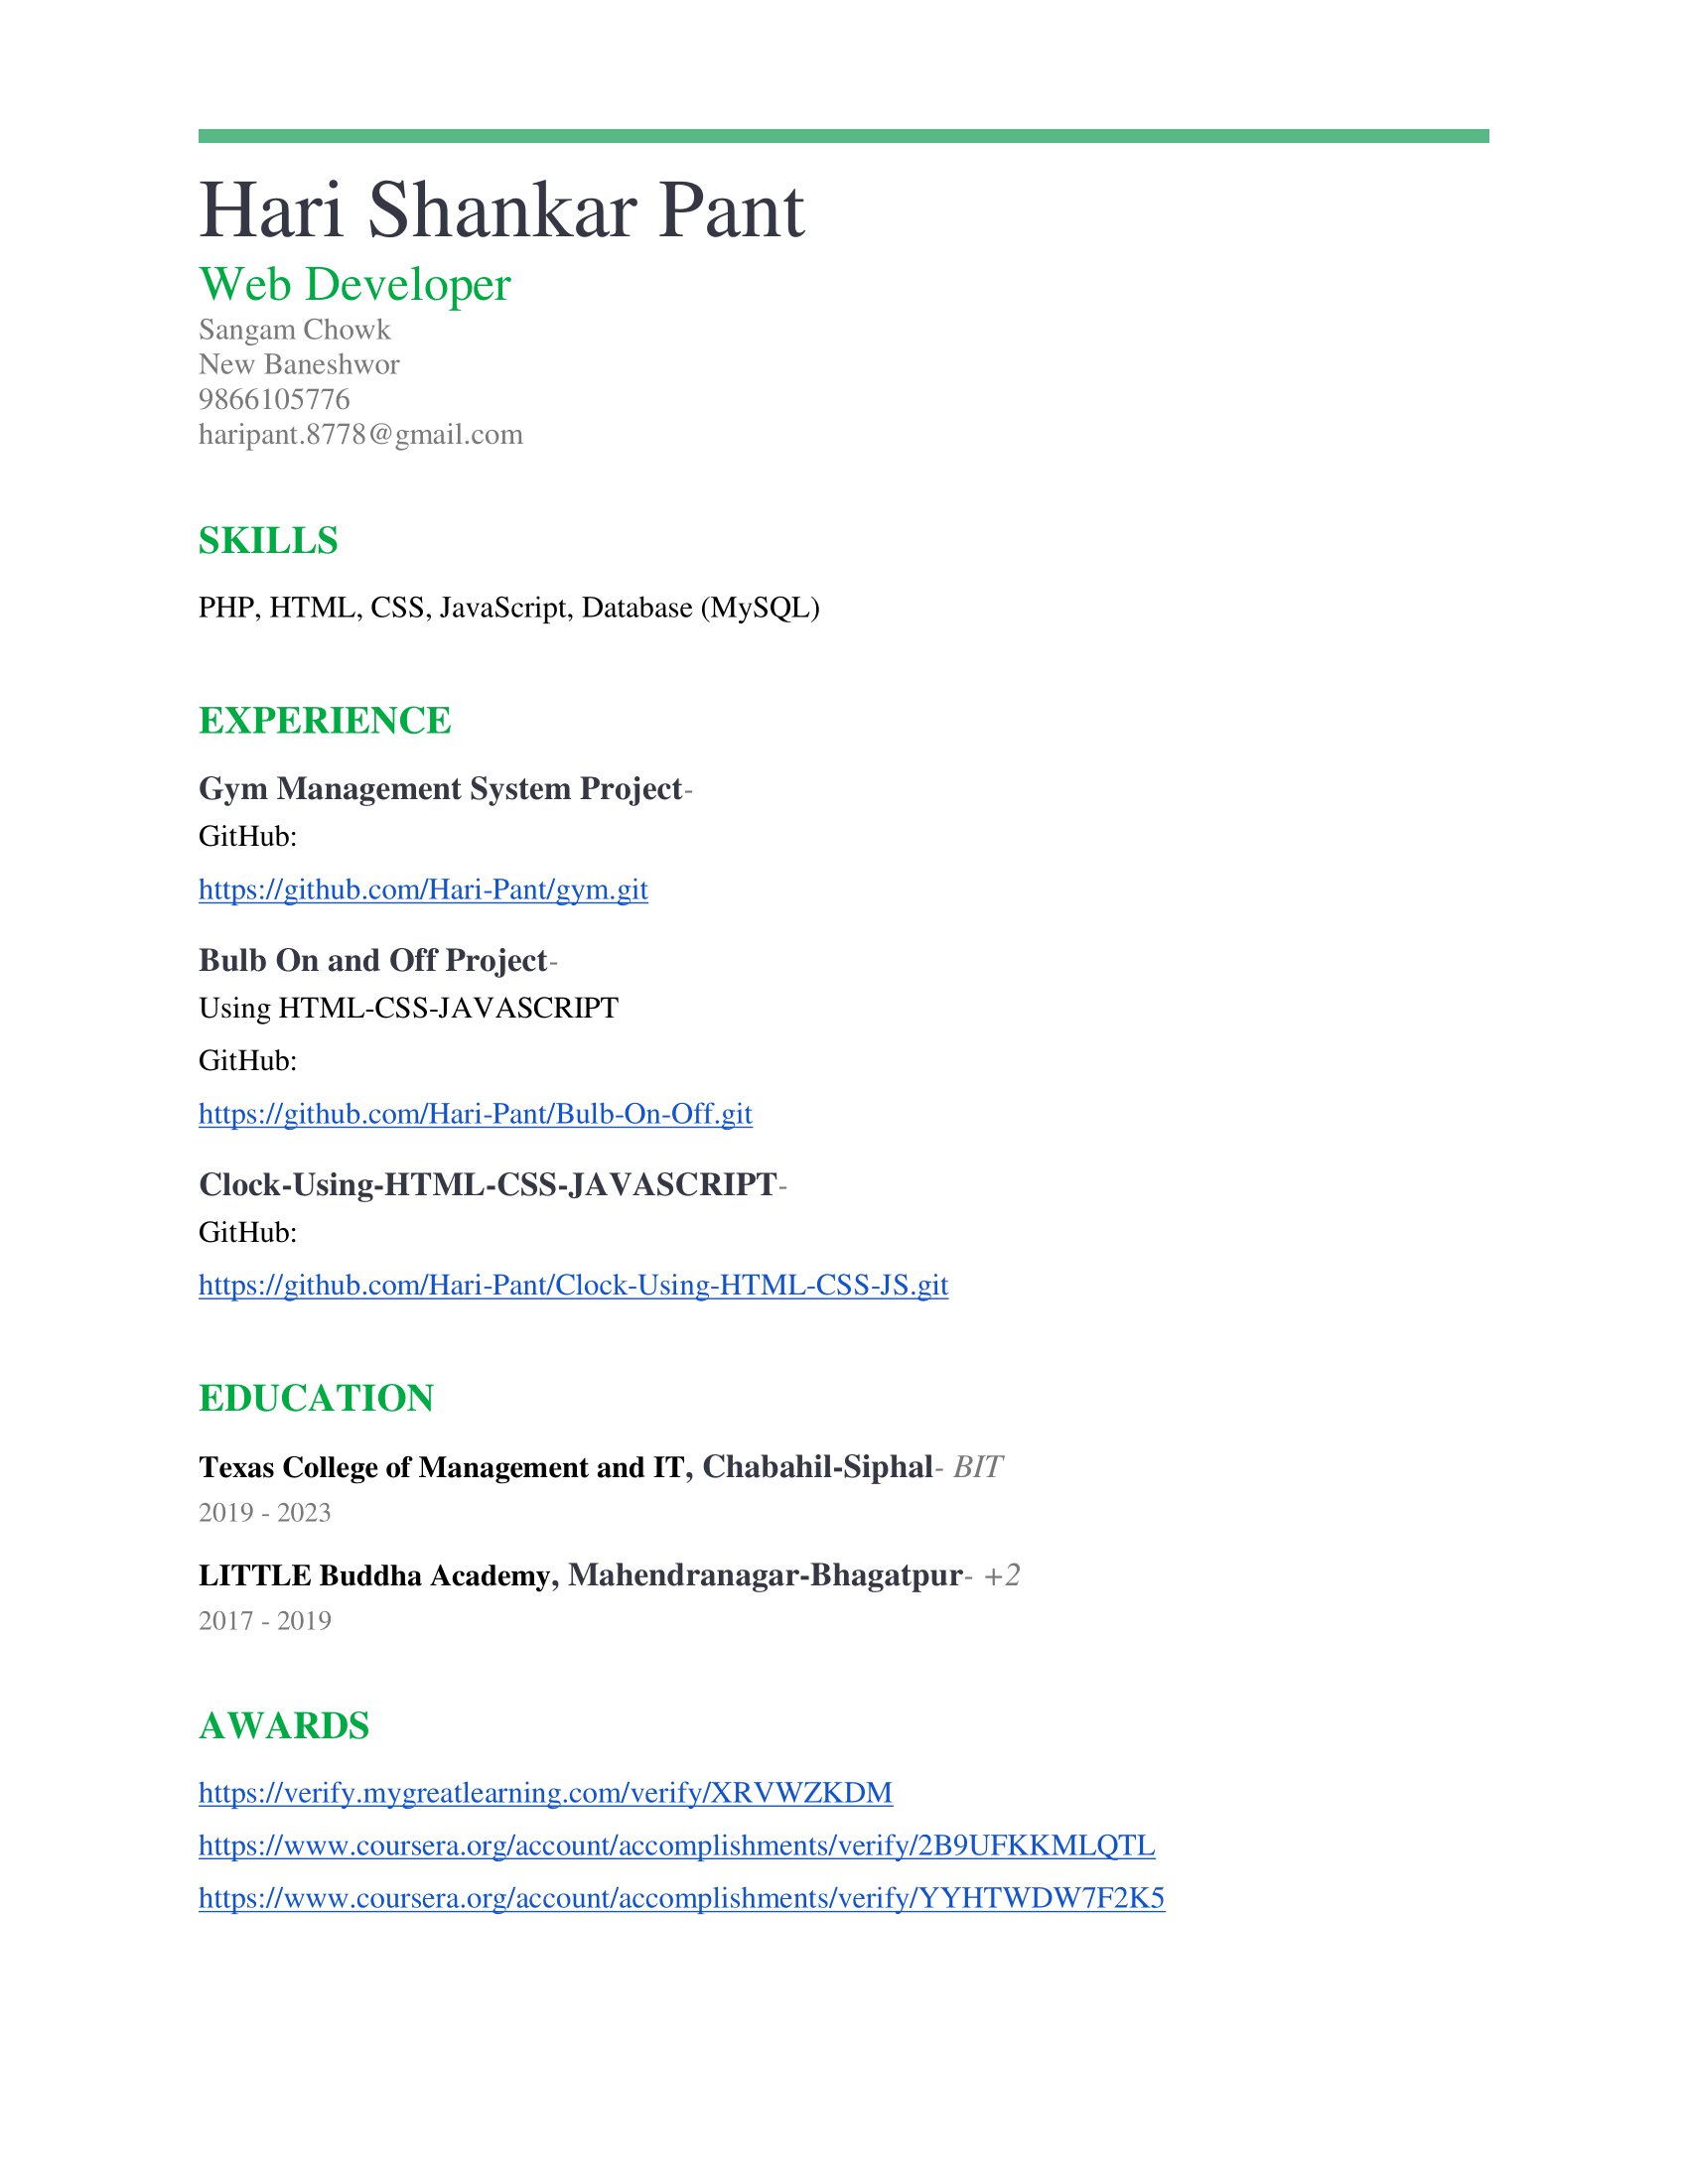 Hari Shankar Pant
Web Developer
Sangam Chowk
New Baneshwor
9866105776
haripant.8778@gmail.com
SKILLS
PHP, HTML, CSS, JavaScript, Database (MySQL)
EXPERIENCE
Gym Management System Project-
GitHub:
https://github.com/Hari-Pant/gym.git
Bulb On and Off Project-
Using HTML-CSS-JAVASCRIPT
GitHub:
https://github.com/Hari-Pant/Bulb-On-Off.git
Clock-Using-HTML-CSS-JAVASCRIPT-
GitHub:
https://github.com/Hari-Pant/Clock-Using-HTML-CSS-JS.git
EDUCATION
Texas College of Management and IT, Chabahil-Siphal- BIT
2019 - 2023
LITTLE Buddha Academy, Mahendranagar-Bhagatpur- +2
2017 - 2019
AWARDS
https://verify.mygreatlearning.com/verify/XRVWZKDM
https://www.coursera.org/account/accomplishments/verify/2B9UFKKMLQTL
https://www.coursera.org/account/accomplishments/verify/YYHTWDW7F2K5